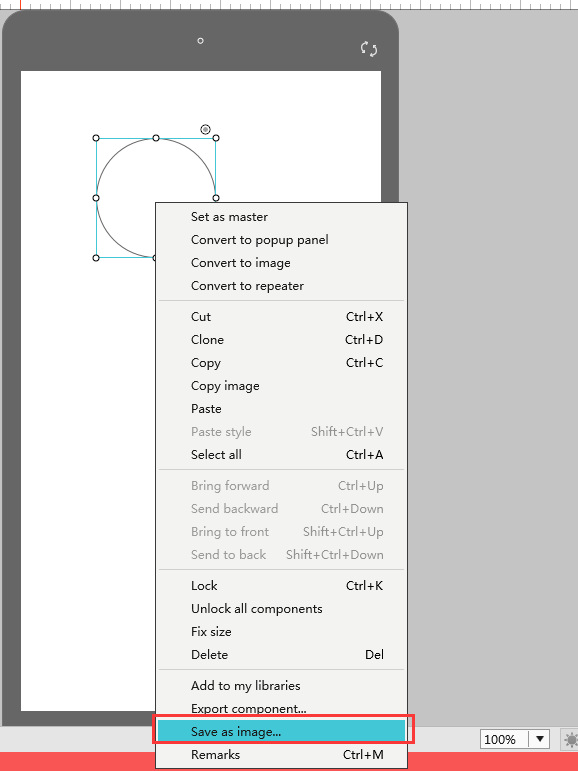 Set as master
Convert to popup panel
Convert to image
Convert to repeater
Cut Ctrl+X
Clone Ctrl+D
Copy Ctrl+C
Copy image
Paste
Paste style Shift+Ctrl+V
Select all Ctrl+A
Bring forward Ctrl+Up
Send backward Ctrl+Down
Bring to front Shift+Ctrl+Up
Send to back Shift+Ctrl+Down
Lock Ctrl+K
Unlock all components
Fix size
Delete Del
Add to my libraries
Export component...
Save as image...
100%
Remarks Ctrl+M